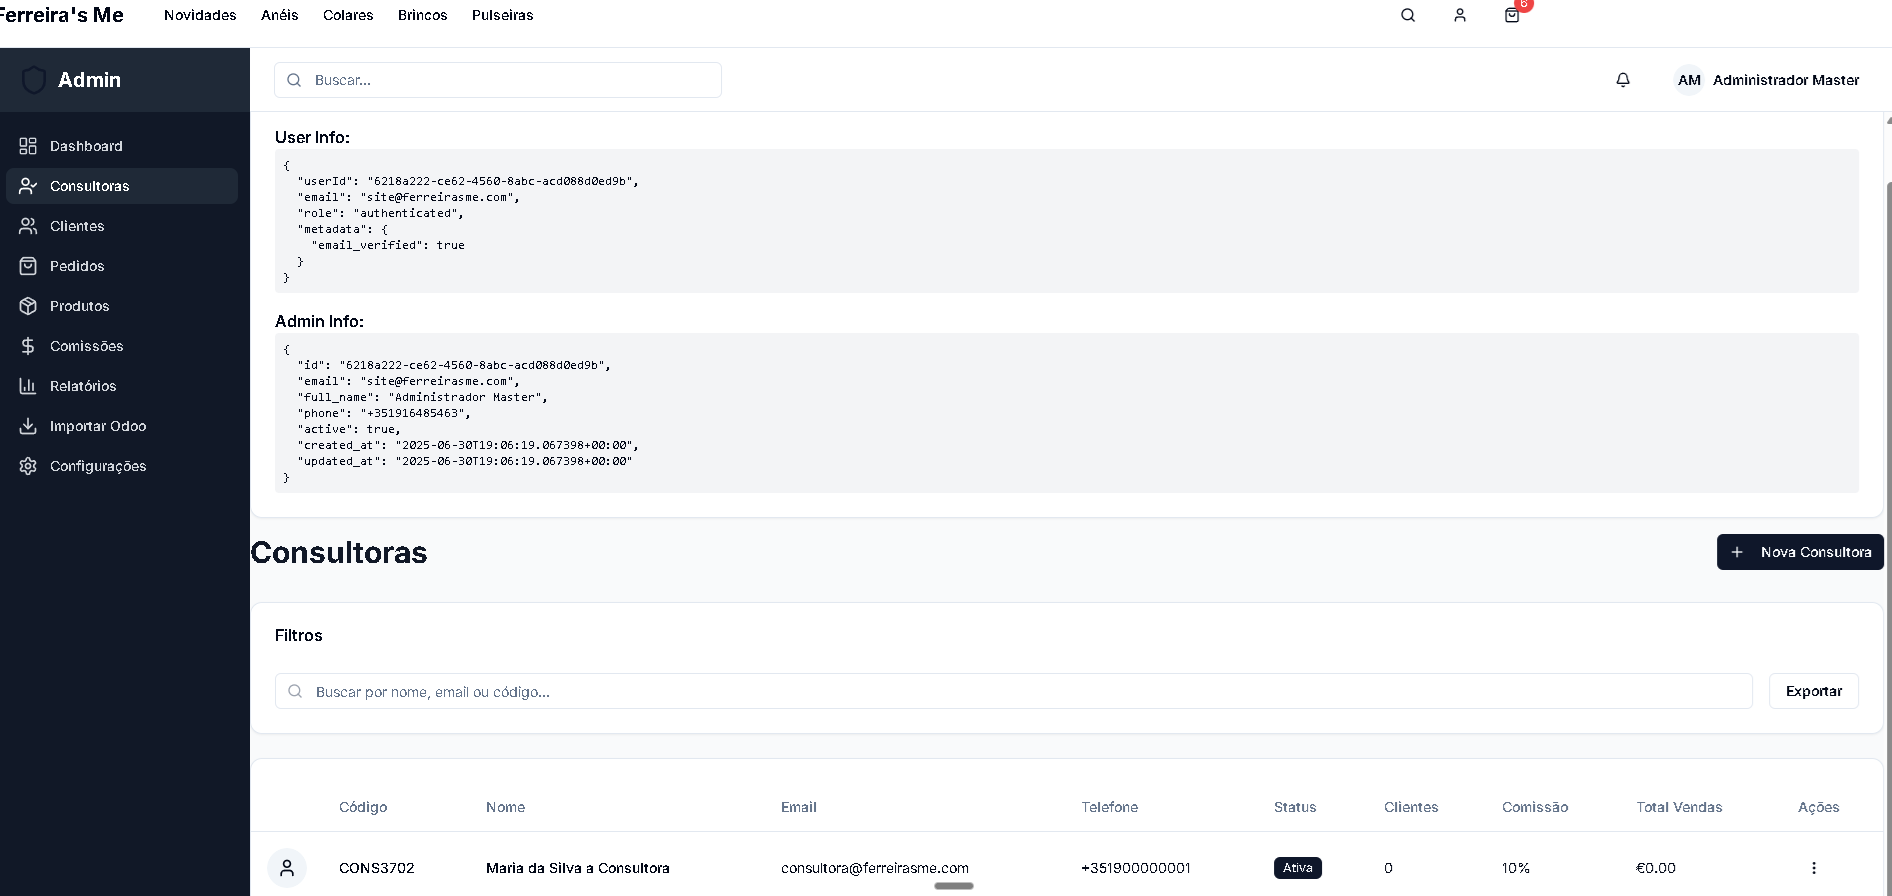 Ferreira's Me
Novidades Anéis Colares Brincos Pulseiras
6
Admin
Buscar...
AM Administrador Master
Dashboard
Consultoras
Clientes
Pedidos
Produtos
Comissões
Relatórios
Importar Odoo
Configurações
User Info:
{
"userId": "6218a222-ce62-4560-8abc-acd088d0ed9b",
"email": "site@ferreirasme.com",
"role": "authenticated",
"metadata": {
"email_verified": true
}
}
Admin Info:
{
"id": "6218a222-ce62-4560-8abc-acd088d0ed9b",
"email": "site@ferreirasme.com",
"full_name": "Administrador Master",
"phone": "+351916485463",
"active": true,
"created_at": "2025-06-30T19:06:19.067398+00:00",
"updated_at": "2025-06-30T19:06:19.067398+00:00"
}
Consultoras
Nova Consultora
Filtros
Buscar por nome, email ou código...
Exportar
Código Nome Email Telefone Status Clientes Comissão Total Vendas Ações
CONS3702 Maria da Silva a Consultora consultora@ferreirasme.com +351900000001 Ativa 0 10% €0.00